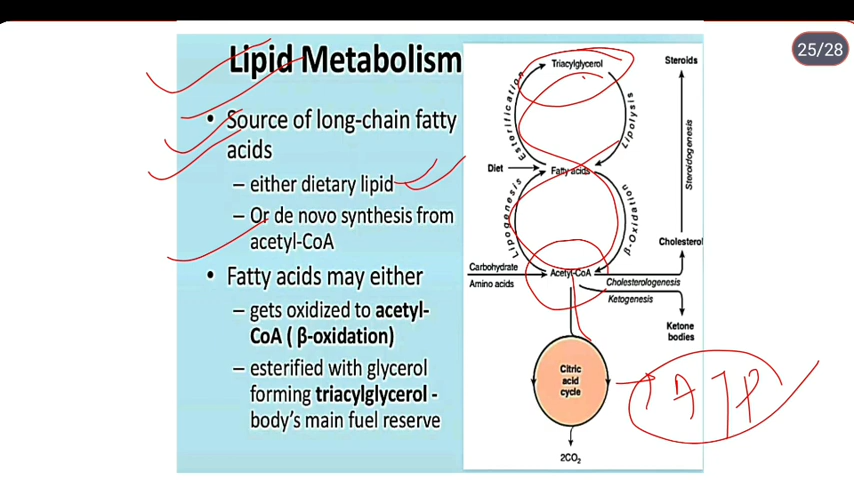 25/28
Lipid Metabolism
• Source of long-chain fatty
acids
– either dietary lipid
– Or de novo synthesis from
acetyl-CoA
• Fatty acids may either
– gets oxidized to acetyl-
CoA ( β-oxidation)
– esterified with glycerol
forming triacylglycerol -
body's main fuel reserve
Triacylglycerol
Steroids
Esterification
Lipolysis
Steroidogenesis
Diet
Fatty acids
Lipogenesis
β-Oxidation
Cholesterol
Carbohydrate
Amino acids
Acetyl-CoA
Cholesterologenesis
Ketogenesis
Ketone
bodies
Citric
acid
cycle
ATP
2CO₂